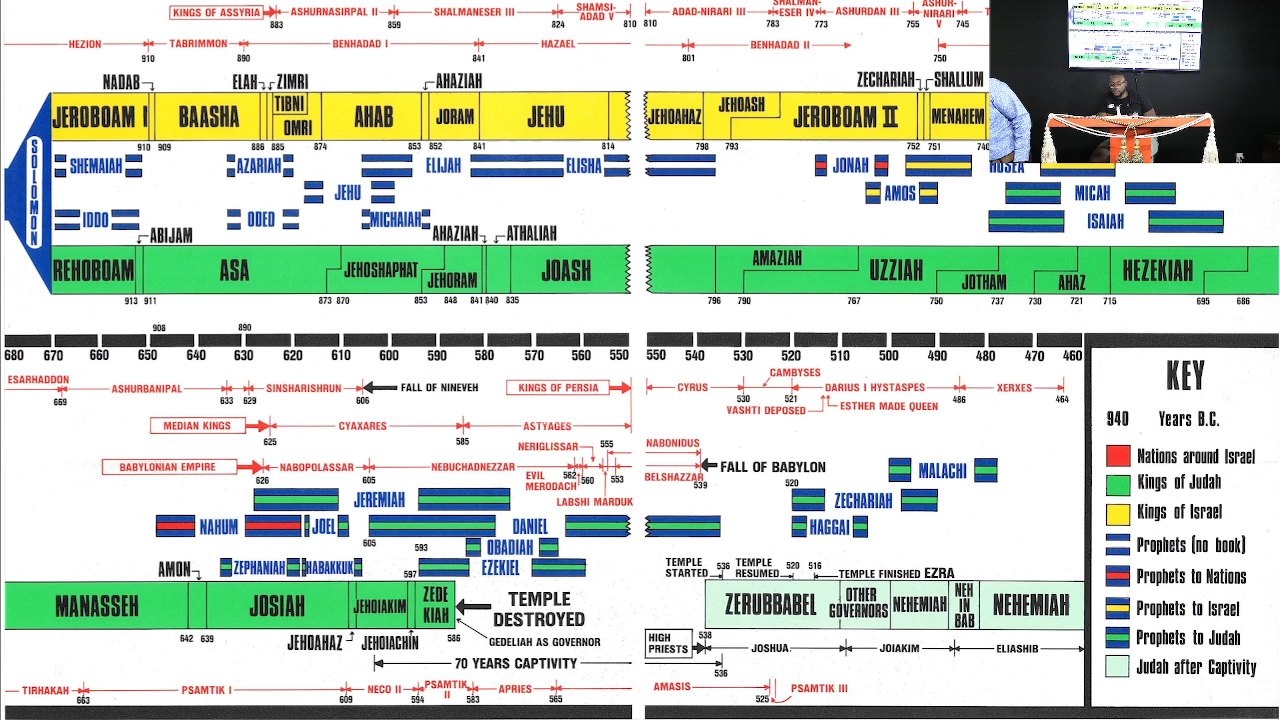 KINGS OF ASSYRIA ASHURNASIRPAL II SHALMANESER III SHAMSI-ADAD V ADAD-NIRARI III SHALMAN-ESER IV ASHURDAN III ASHUR-NIRARI V
883 859 824 810 810 783 773 755 745
HEZION TABRIMMON BENHADAD I HAZAEL BENHADAD II
910 890 841 801 750
NADAB ELAH ZIMRI AHAZIAH ZECHARIAH SHALLUM
JEROBOAM I BAASHA TIBNI OMRI AHAB JORAM JEHU JEHOAHAZ JEHOASH JEROBOAM II MENAHEM
910 909 886 885 874 853 852 841 814 798 793 752 751 740
SOLOMON
SHEMAIAH AZARIAH ELIJAH ELISHA JONAH HOSEA
JEHU AMOS MICAH
IDDO ODED MICHAIAH ISAIAH
ABIJAM AHAZIAH ATHALIAH
REHOBOAM ASA JEHOSHAPHAT JEHORAM JOASH AMAZIAH UZZIAH JOTHAM AHAZ HEZEKIAH
913 911 873 870 853 848 841 840 835 796 790 767 750 737 730 721 715 695 686
908 890
680 670 660 650 640 630 620 610 600 590 580 570 560 550 550 540 530 520 510 500 490 480 470 460
ESARHADDON ASHURBANIPAL SINSHARISHRUN FALL OF NINEVEH KINGS OF PERSIA CYRUS CAMBYSES DARIUS I HYSTASPES XERXES
669 633 629 606 530 521 486 464
VASHTI DEPOSED ESTHER MADE QUEEN
MEDIAN KINGS CYAXARES ASTYAGES
625 585
NERIGLISSAR 555 NABONIDUS
BABYLONIAN EMPIRE NABOPOLASSAR NEBUCHADNEZZAR FALL OF BABYLON
626 605 EVIL MERODACH 562 560 553 BELSHAZZAR 539
LABSHI MARDUK
MALACHI
JEREMIAH 520 ZECHARIAH
NAHUM JOEL DANIEL HAGGAI
605 593 OBADIAH
ZEPHANIAH HABAKKUK EZEKIEL
AMON 597 TEMPLE STARTED 536 TEMPLE RESUMED 520 516 TEMPLE FINISHED EZRA
MANASSEH JOSIAH JEHOIAKIM ZEDEKIAH TEMPLE DESTROYED ZERUBBABEL OTHER GOVERNORS NEHEMIAH NEH IN BAB NEHEMIAH
642 639 JEHOAHAZ JEHOIACHIN 586 GEDELIAH AS GOVERNOR
HIGH PRIESTS 538 JOSHUA JOIAKIM ELIASHIB
70 YEARS CAPTIVITY 536
TIRHAKAH PSAMTIK I NECO II PSAMTIK II APRIES AMASIS PSAMTIK III
663 609 594 583 565 525
KEY
940 Years B.C.
Nations around Israel
Kings of Judah
Kings of Israel
Prophets (no book)
Prophets to Nations
Prophets to Israel
Prophets to Judah
Judah after Captivity